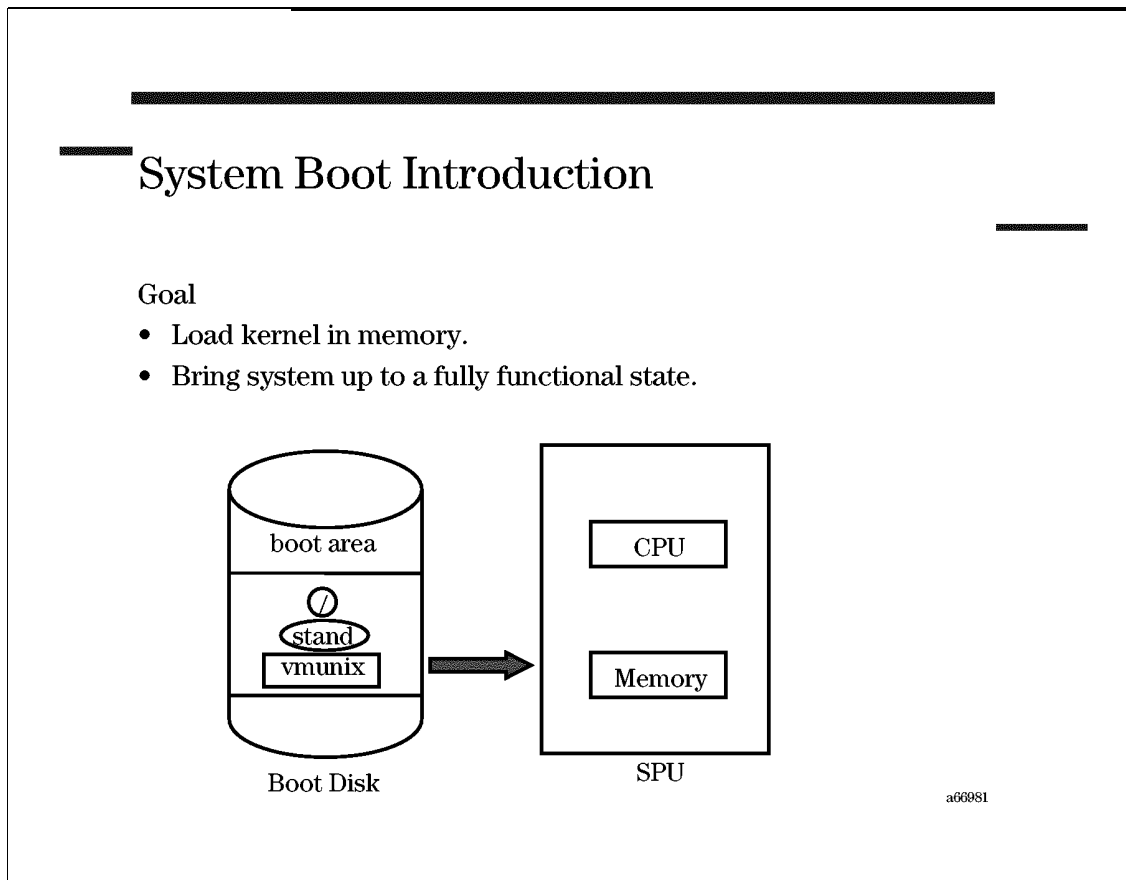 System Boot Introduction
Goal
• Load kernel in memory.
• Bring system up to a fully functional state.
boot area
/
stand
vmunix
Boot Disk
CPU
Memory
SPU
a66981